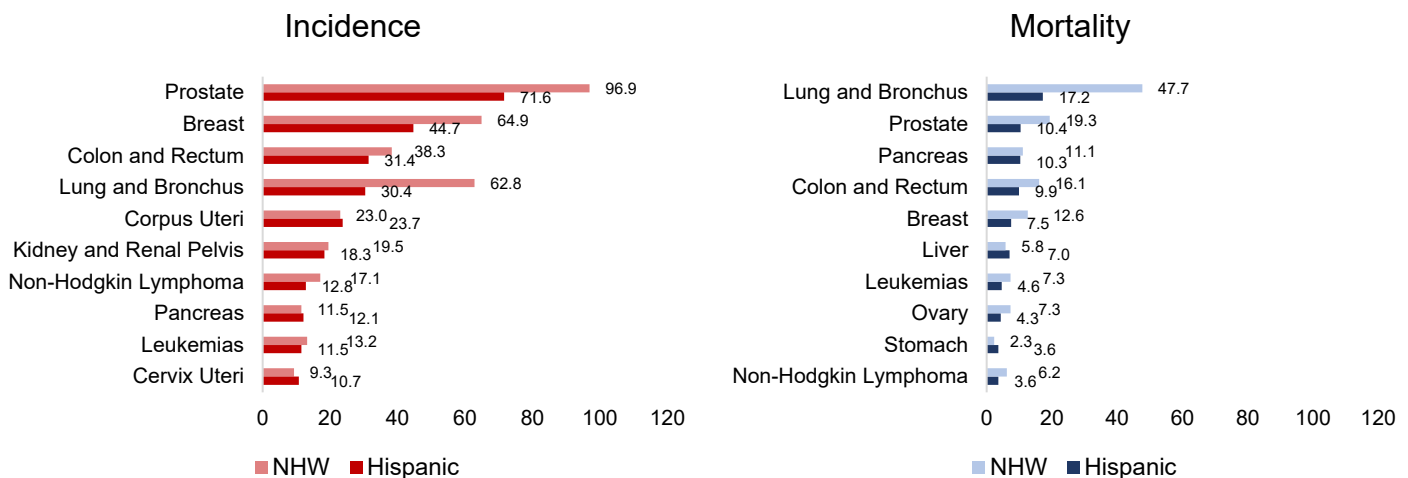 Incidence
Prostate 96.9
71.6
Breast 64.9
44.7
Colon and Rectum 38.3
31.4
Lung and Bronchus 62.8
30.4
Corpus Uteri 23.0
23.7
Kidney and Renal Pelvis 19.5
18.3
Non-Hodgkin Lymphoma 17.1
12.8
Pancreas 11.5
12.1
Leukemias 13.2
11.5
Cervix Uteri 9.3
10.7
0 20 40 60 80 100 120
NHW Hispanic
Mortality
Lung and Bronchus 47.7
17.2
Prostate 19.3
10.4
Pancreas 11.1
10.3
Colon and Rectum 16.1
9.9
Breast 12.6
7.5
Liver 5.8
7.0
Leukemias 7.3
4.6
Ovary 7.3
4.3
Stomach 2.3
3.6
Non-Hodgkin Lymphoma 6.2
3.6
0 20 40 60 80 100 120
NHW Hispanic